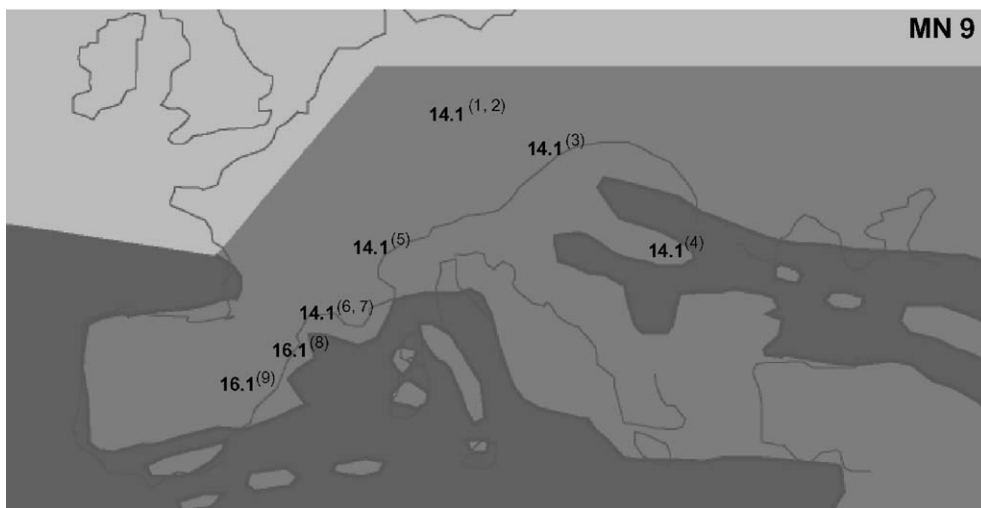 MN 9
14.1 (1, 2)
14.1 (3)
14.1 (5)
14.1 (4)
14.1 (6, 7)
16.1 (8)
16.1 (9)